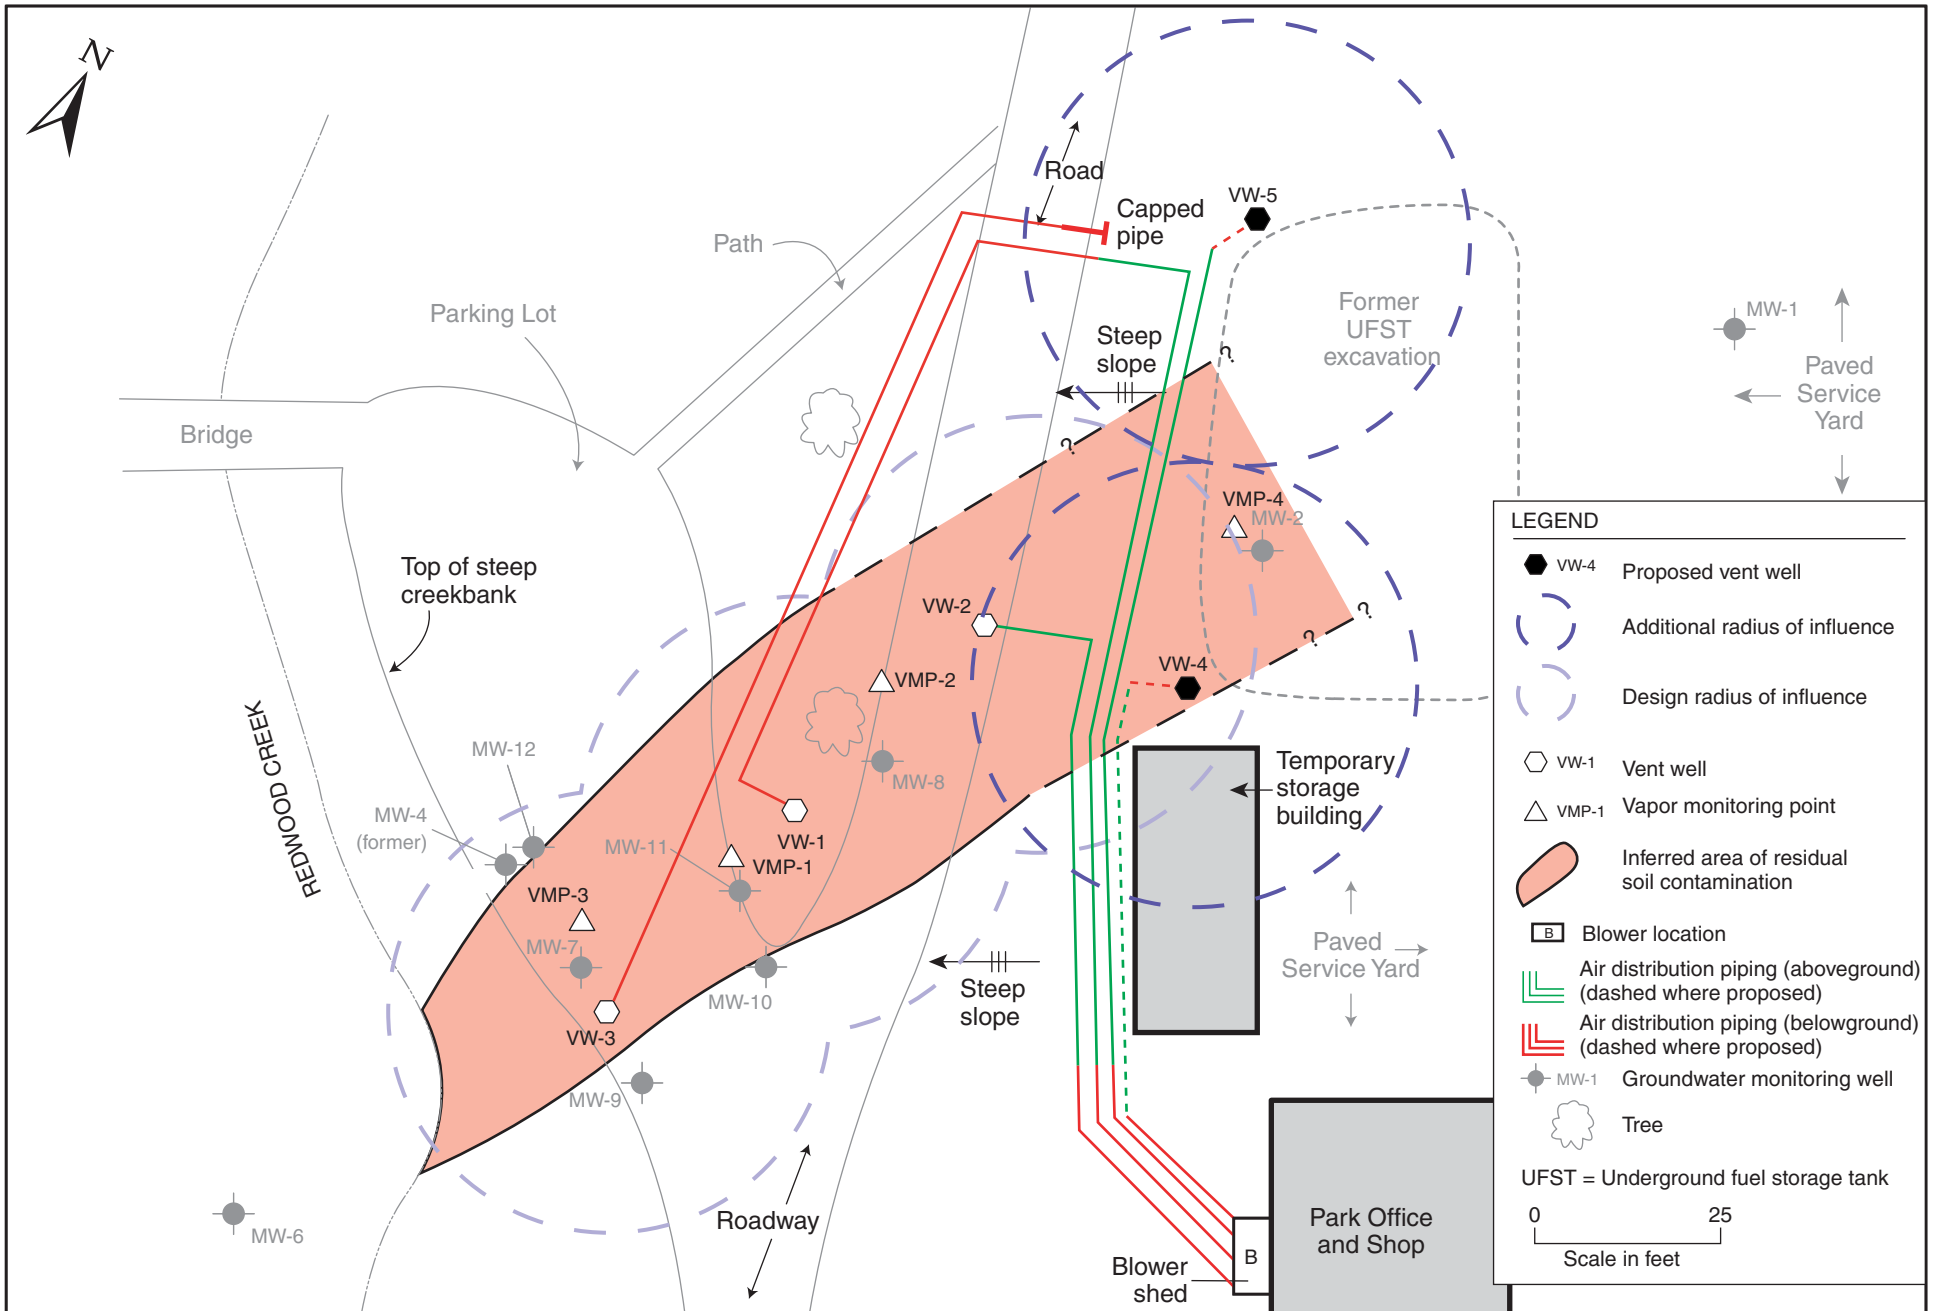 N
Road
VW-5
Capped
pipe
Path
Former
UFST
excavation
MW-1
Parking Lot
Steep
slope
?
Paved
Service
Yard
Bridge
?
VMP-4
MW-2
Top of steep
creekbank
VW-2
?
?
VW-4
VMP-2
REDWOOD CREEK
MW-12
MW-8
Temporary
storage
building
MW-4
(former)
MW-11
VW-1
VMP-1
VMP-3
MW-7
Paved
Service Yard
MW-10
Steep
slope
VW-3
MW-9
Roadway
MW-6
Park Office
and Shop
B
Blower
shed
LEGEND
VW-4 Proposed vent well
Additional radius of influence
Design radius of influence
VW-1 Vent well
VMP-1 Vapor monitoring point
Inferred area of residual
soil contamination
B Blower location
Air distribution piping (aboveground)
(dashed where proposed)
Air distribution piping (belowground)
(dashed where proposed)
MW-1 Groundwater monitoring well
Tree
UFST = Underground fuel storage tank
0 25
Scale in feet